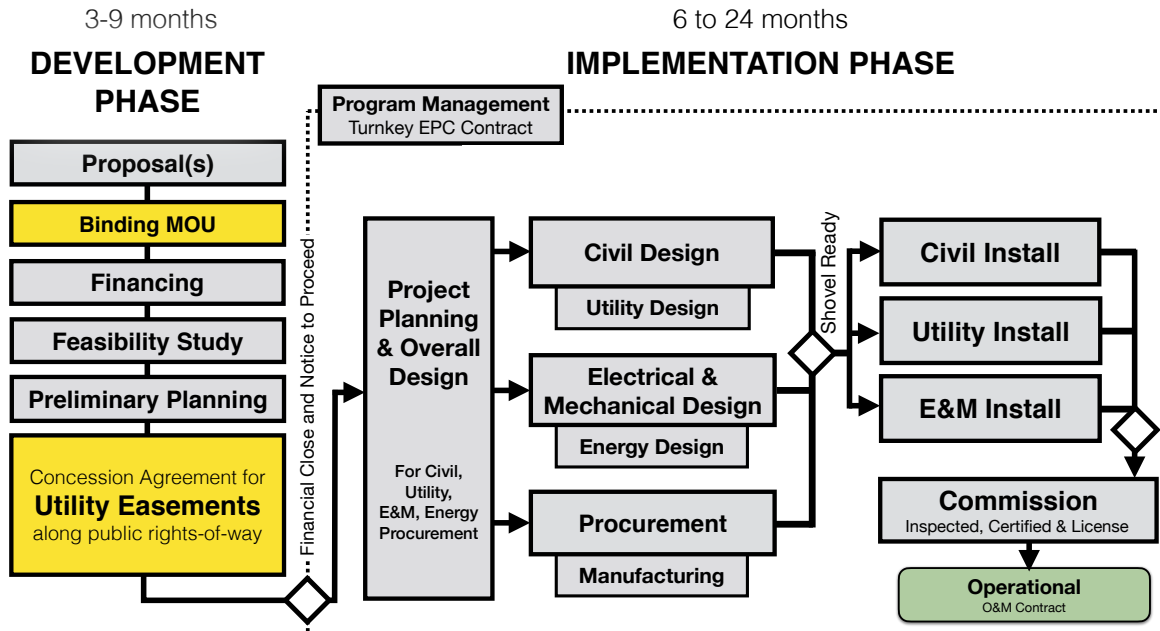 3-9 months
DEVELOPMENT
PHASE
Proposal(s)
Binding MOU
Financing
Feasibility Study
Preliminary Planning
Concession Agreement for
Utility Easements
along public rights-of-way
Financial Close and Notice to Proceed
6 to 24 months
IMPLEMENTATION PHASE
Program Management
Turnkey EPC Contract
Project
Planning
& Overall
Design
For Civil,
Utility,
E&M, Energy
Procurement
Civil Design
Utility Design
Electrical &
Mechanical Design
Energy Design
Procurement
Manufacturing
Shovel Ready
Civil Install
Utility Install
E&M Install
Commission
Inspected, Certified & License
Operational
O&M Contract